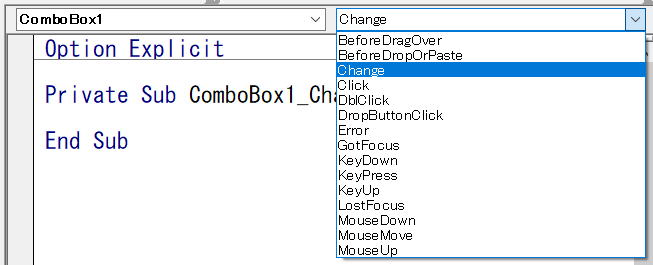 ComboBox1
Change
Option Explicit
Private Sub ComboBox1_Cha
End Sub
BeforeDragOver
BeforeDropOrPaste
Change
Click
DblClick
DropButtonClick
Error
GotFocus
KeyDown
KeyPress
KeyUp
LostFocus
MouseDown
MouseMove
MouseUp